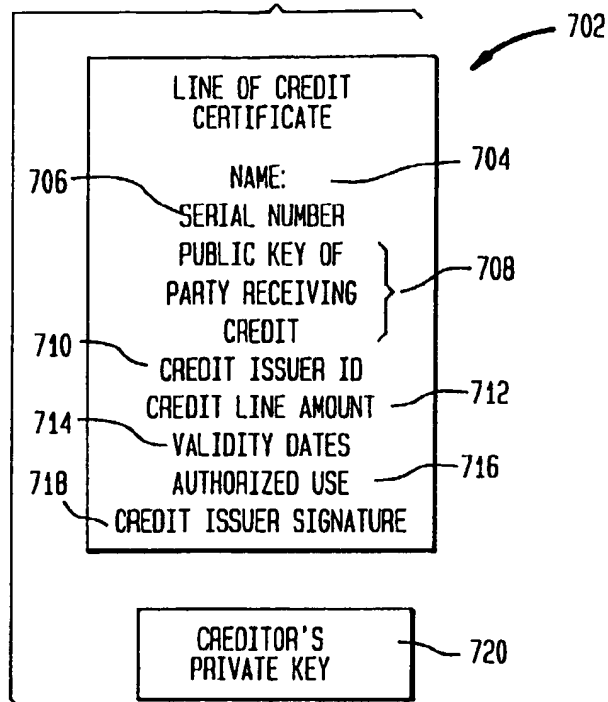 702
LINE OF CREDIT
CERTIFICATE
704
NAME:
706
SERIAL NUMBER
PUBLIC KEY OF
PARTY RECEIVING
CREDIT
708
710
CREDIT ISSUER ID
712
CREDIT LINE AMOUNT
714
VALIDITY DATES
716
AUTHORIZED USE
718
CREDIT ISSUER SIGNATURE
CREDITOR'S
PRIVATE KEY
720